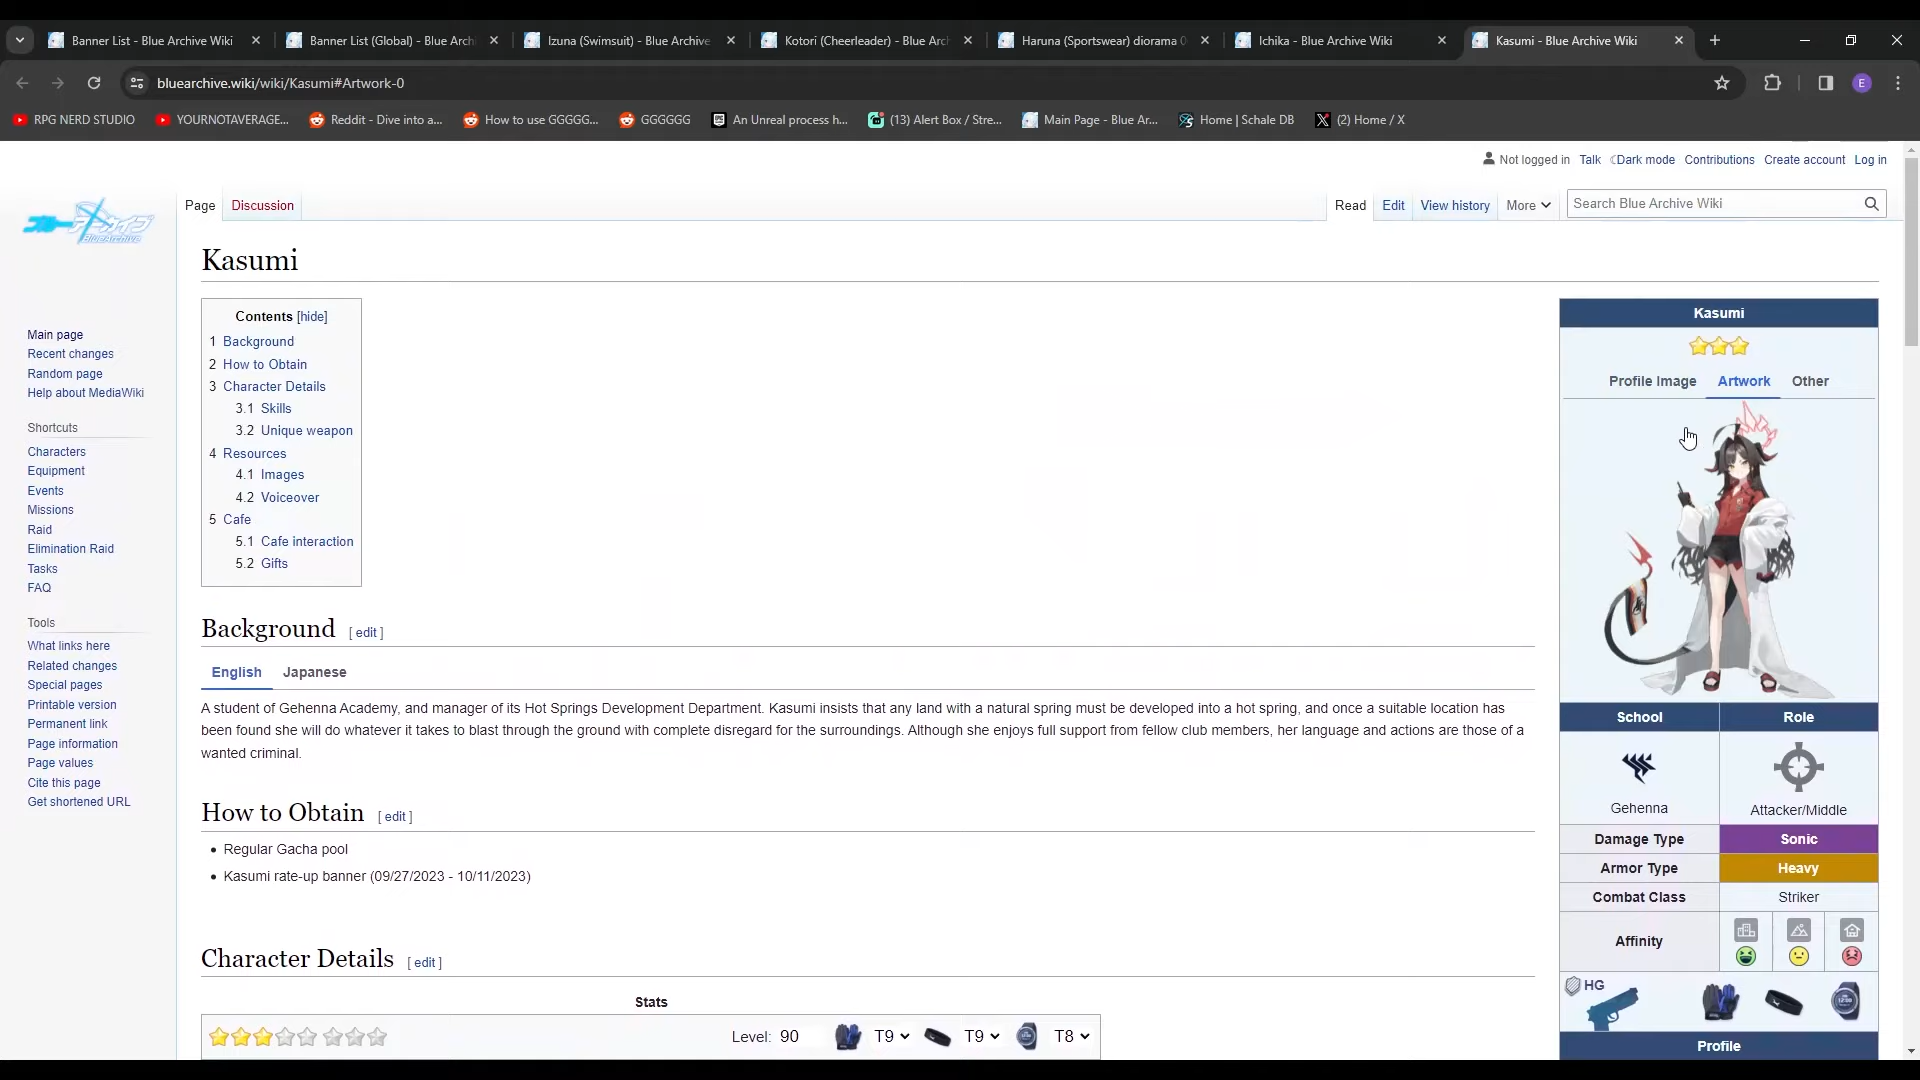 Banner List - Blue Archive Wiki
Banner List (Global) - Blue Arch
Izuna (Swimsuit) - Blue Archive
Kotori (Cheerleader) - Blue Arc
Haruna (Sportswear) diorama 0
Ichika - Blue Archive Wiki
Kasumi - Blue Archive Wiki
bluearchive.wiki/wiki/Kasumi#Artwork-0
E
RPG NERD STUDIO
YOURNOTAVERAGE...
Reddit - Dive into a...
How to use GGGGG...
GGGGGG
An Unreal process h...
(13) Alert Box / Stre...
Main Page - Blue Ar...
Home | Schale DB
(2) Home / X
Not logged in Talk Dark mode Contributions Create account Log in
ブルーアーカイブ
BlueArchive
Page Discussion
Read Edit View history More
Search Blue Archive Wiki
Main page
Recent changes
Random page
Help about MediaWiki
Shortcuts
Characters
Equipment
Events
Missions
Raid
Elimination Raid
Tasks
FAQ
Tools
What links here
Related changes
Special pages
Printable version
Permanent link
Page information
Page values
Cite this page
Get shortened URL
Kasumi
Contents [hide]
1 Background
2 How to Obtain
3 Character Details
3.1 Skills
3.2 Unique weapon
4 Resources
4.1 Images
4.2 Voiceover
5 Cafe
5.1 Cafe interaction
5.2 Gifts
Background [ edit ]
English Japanese
A student of Gehenna Academy, and manager of its Hot Springs Development Department. Kasumi insists that any land with a natural spring must be developed into a hot spring, and once a suitable location has
been found she will do whatever it takes to blast through the ground with complete disregard for the surroundings. Although she enjoys full support from fellow club members, her language and actions are those of a
wanted criminal.
How to Obtain [ edit ]
Regular Gacha pool
Kasumi rate-up banner (09/27/2023 - 10/11/2023)
Character Details [ edit ]
Stats
Level: 90 T9 T9 T8
Kasumi
Profile Image Artwork Other
School Role
Gehenna Attacker/Middle
Damage Type Sonic
Armor Type Heavy
Combat Class Striker
Affinity
HG
Profile